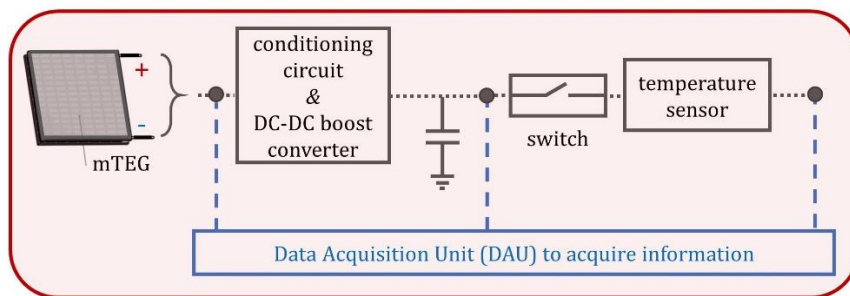 +
-
mTEG
conditioning
circuit
&
DC-DC boost
converter
switch
temperature
sensor
Data Acquisition Unit (DAU) to acquire information